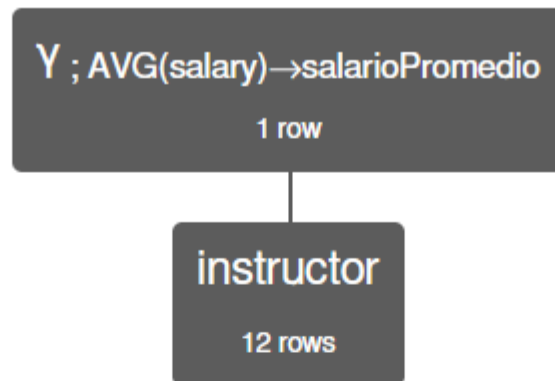 γ ; AVG(salary)→salarioPromedio
1 row
instructor
12 rows